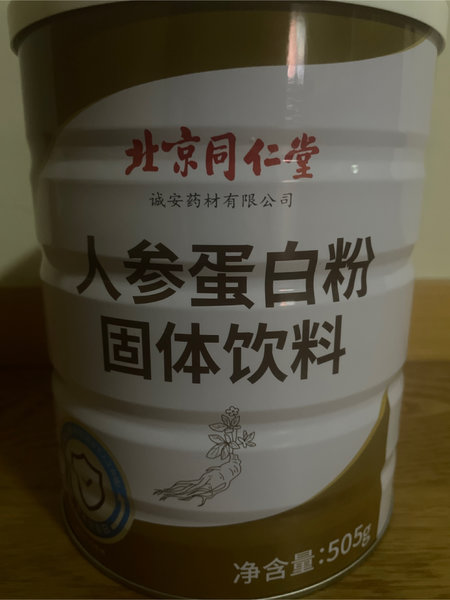 北京同仁堂
诚安药材有限公司
人参蛋白粉
固体饮料
净含量:505g